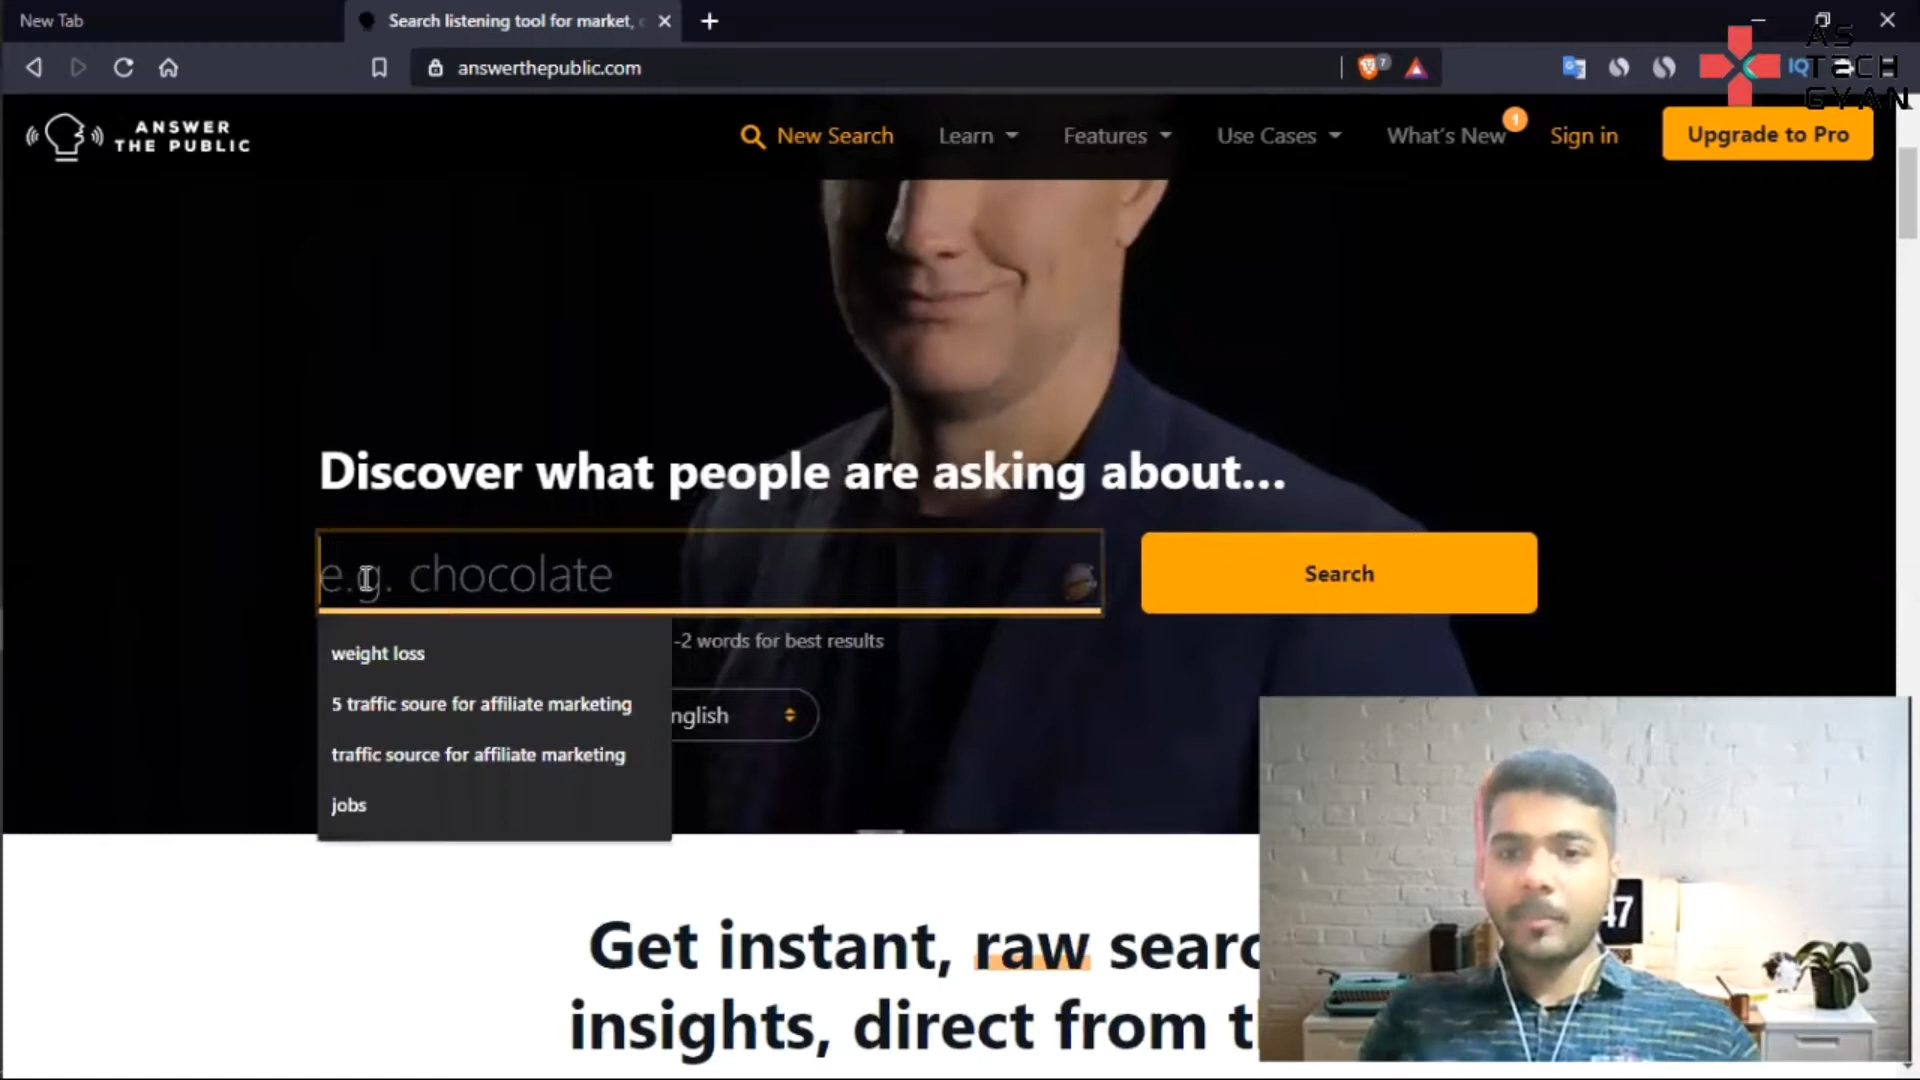 New Tab
Search listening tool for market,
answerthepublic.com
7
IQ
AS
TECH
GYAN
ANSWER
THE PUBLIC
New Search
Learn
Features
Use Cases
What's New
1
Sign in
Upgrade to Pro
Discover what people are asking about...
e.g. chocolate
Search
-2 words for best results
weight loss
5 traffic soure for affiliate marketing
traffic source for affiliate marketing
jobs
nglish
Get instant, raw searc
insights, direct from t
47